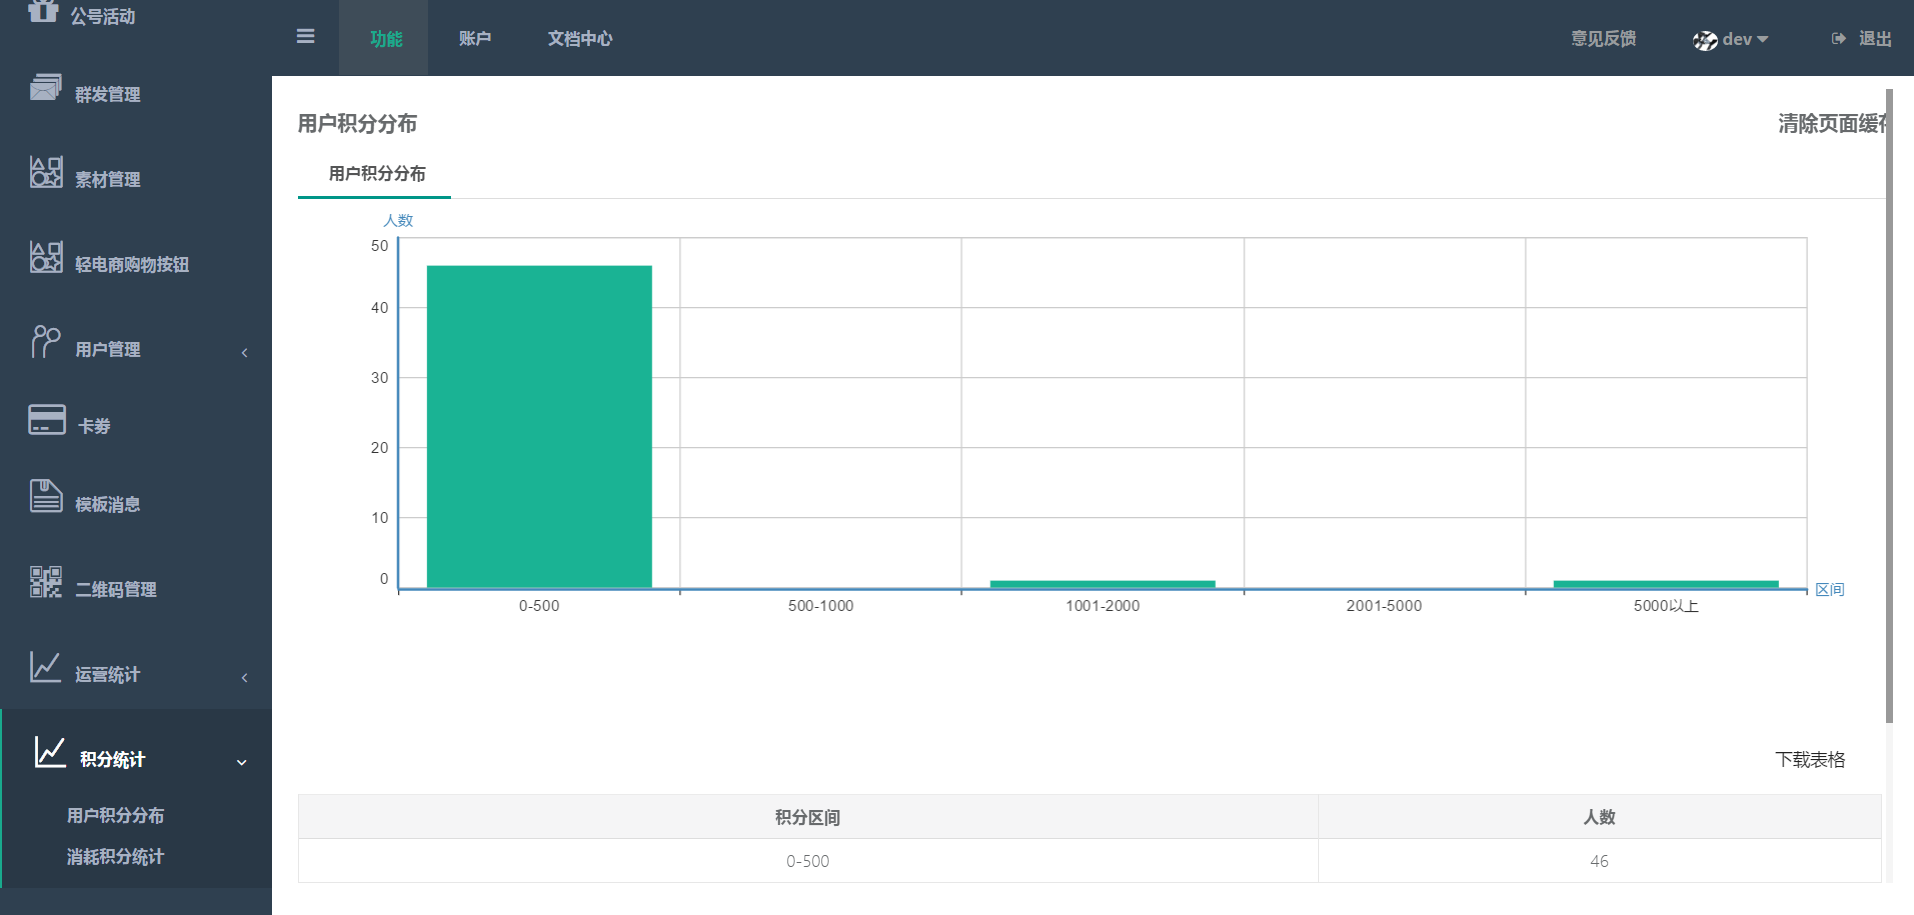 公号活动
群发管理
素材管理
轻电商购物按钮
用户管理
卡券
模板消息
二维码管理
运营统计
积分统计
用户积分分布
消耗积分统计
功能
账户
文档中心
意见反馈
dev
退出
用户积分分布
清除页面缓存
用户积分分布
人数
50
40
30
20
10
0
0-500
500-1000
1001-2000
2001-5000
5000以上
区间
下载表格
积分区间
人数
0-500
46